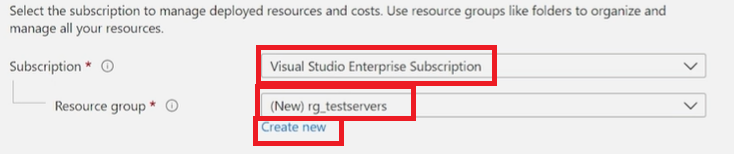 Select the subscription to manage deployed resources and costs. Use resource groups like folders to organize and
manage all your resources.
Subscription *
Visual Studio Enterprise Subscription
Resource group *
(New) rg_testservers
Create new